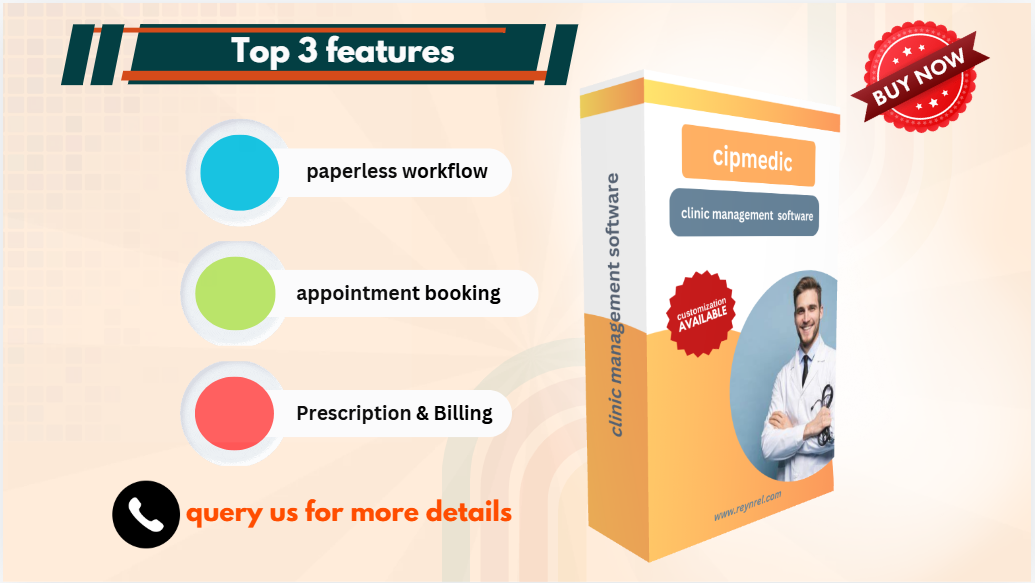 Top 3 features
BUY NOW
paperless workflow
appointment booking
Prescription & Billing
query us for more details
clinic management software
cipmedic
clinic management software
customization
AVAILABLE
www.reynrel.com